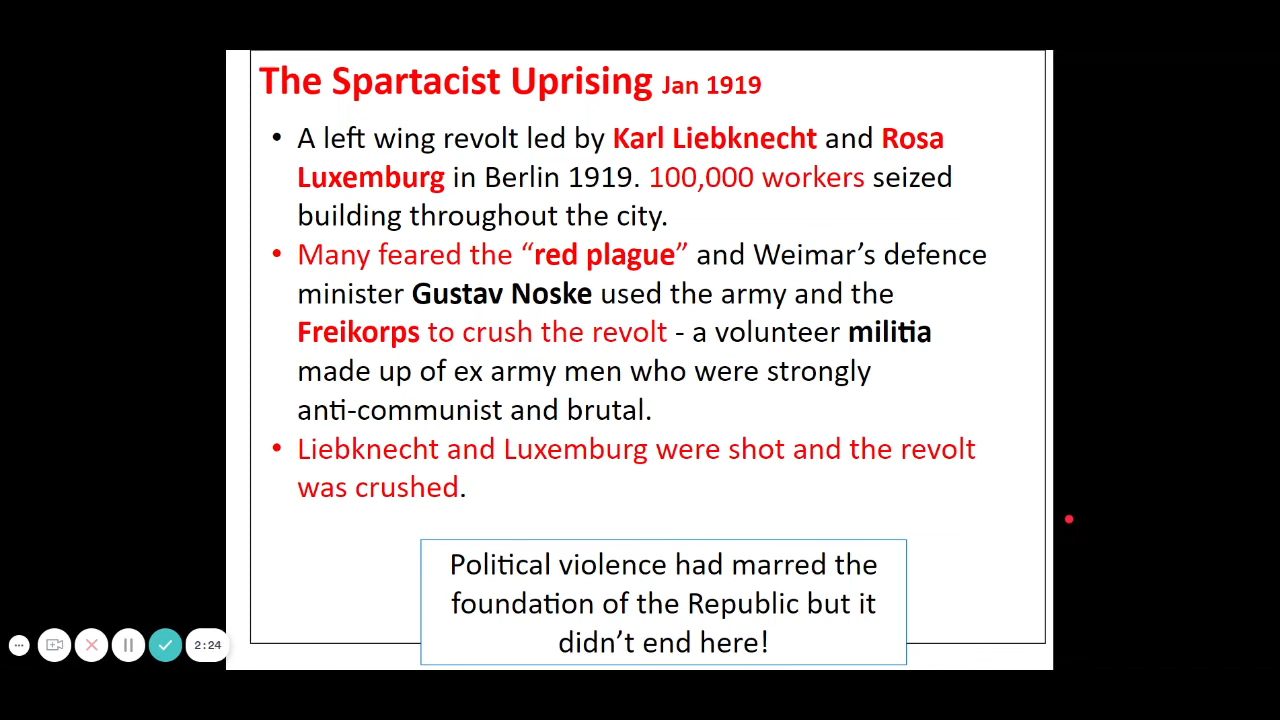 The Spartacist Uprising Jan 1919
• A left wing revolt led by Karl Liebknecht and Rosa
Luxemburg in Berlin 1919. 100,000 workers seized
building throughout the city.
• Many feared the “red plague” and Weimar’s defence
minister Gustav Noske used the army and the
Freikorps to crush the revolt - a volunteer militia
made up of ex army men who were strongly
anti-communist and brutal.
• Liebknecht and Luxemburg were shot and the revolt
was crushed.
Political violence had marred the
foundation of the Republic but it
didn’t end here!
2:24